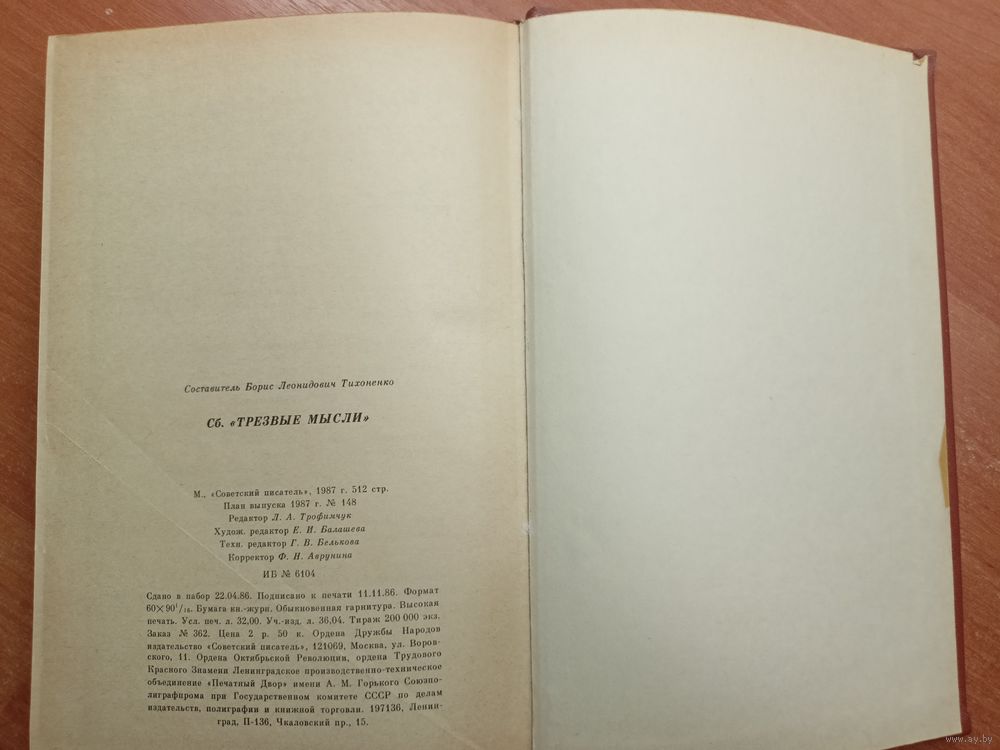 Составитель Борис Леонидович Тихоненко
Сб. «ТРЕЗВЫЕ МЫСЛИ»
М., «Советский писатель», 1987 г. 512 стр.
План выпуска 1987 г. № 148
Редактор Л. А. Трофимчук
Худож. редактор Е. И. Балашева
Техн. редактор Г. В. Белькова
Корректор Ф. Н. Аврунина
ИБ № 6104
Сдано в набор 22.04.86. Подписано к печати 11.11.86. Формат
60×90¹/₁₆. Бумага кн.-журн. Обыкновенная гарнитура. Высокая
печать. Усл. печ. л. 32,00. Уч.-изд. л. 36,04. Тираж 200 000 экз.
Заказ № 362. Цена 2 р. 50 к. Ордена Дружбы Народов
издательство «Советский писатель», 121069, Москва, ул. Воров-
ского, 11. Ордена Октябрьской Революции, ордена Трудового
Красного Знамени Ленинградское производственно-техническое
объединение «Печатный Двор» имени А. М. Горького Союзпо-
лиграфпрома при Государственном комитете СССР по делам
издательств, полиграфии и книжной торговли. 197136, Ленин-
град, П-136, Чкаловский пр., 15.
www.ay.by